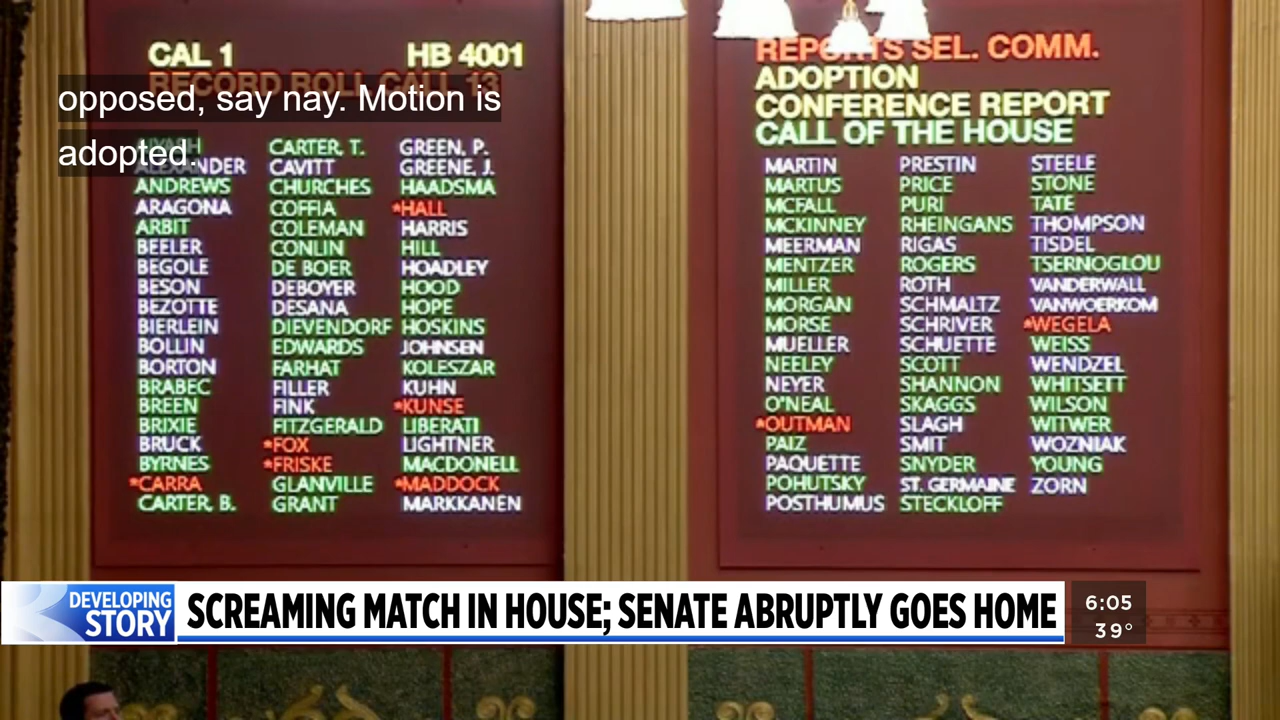 CAL 1 HB 4001
RECORD ROLL CALL 13
opposed, say nay. Motion is
adopted.
ALEXANDER
ANDREWS
ARAGONA
ARBIT
BEELER
BEGOLE
BESON
BEZOTTE
BIERLEIN
BOLLIN
BORTON
BRABEC
BREEN
BRIXIE
BRUCK
BYRNES
*CARRA
CARTER, B.
CARTER, T.
CAVITT
CHURCHES
COFFIA
COLEMAN
CONLIN
DE BOER
DEBOYER
DESANA
DIEVENDORF
EDWARDS
FARHAT
FILLER
FINK
FITZGERALD
*FOX
*FRISKE
GLANVILLE
GRANT
GREEN, P.
GREENE, J.
HAADSMA
*HALL
HARRIS
HILL
HOADLEY
HOOD
HOPE
HOSKINS
JOHNSEN
KOLESZAR
KUHN
*KUNSE
LIBERATI
LIGHTNER
MACDONELL
*MADDOCK
MARKKANEN
REPORTS SEL. COMM.
ADOPTION
CONFERENCE REPORT
CALL OF THE HOUSE
MARTIN
MARTUS
MCFALL
MCKINNEY
MEERMAN
MENTZER
MILLER
MORGAN
MORSE
MUELLER
NEELEY
NEYER
O'NEAL
*OUTMAN
PAIZ
PAQUETTE
POHUTSKY
POSTHUMUS
PRESTIN
PRICE
PURI
RHEINGANS
RIGAS
ROGERS
ROTH
SCHMALTZ
SCHRIVER
SCHUETTE
SCOTT
SHANNON
SKAGGS
SLAGH
SMIT
SNYDER
ST. GERMAINE
STECKLOFF
STEELE
STONE
TATE
THOMPSON
TISDEL
TSERNOGLOU
VANDERWALL
VANWOERKOM
*WEGELA
WEISS
WENDZEL
WHITSETT
WILSON
WITWER
WOZNIAK
YOUNG
ZORN
DEVELOPING
STORY
SCREAMING MATCH IN HOUSE; SENATE ABRUPTLY GOES HOME
6:05
39°